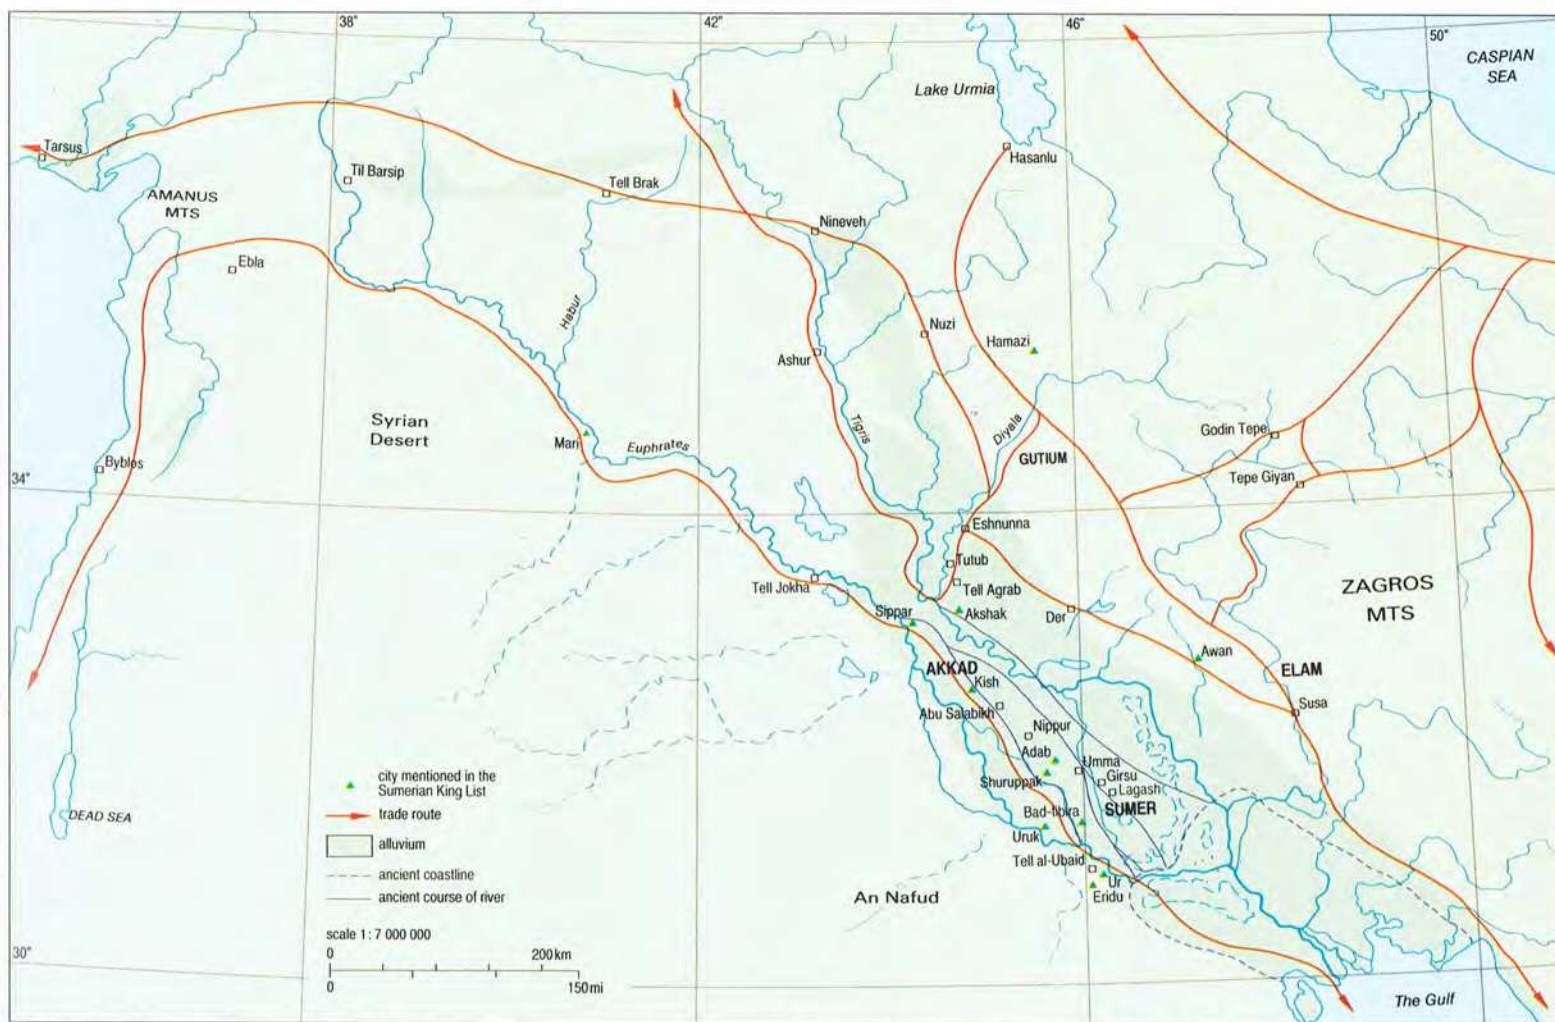 38°
42°
46°
50°
CASPIAN
SEA
Lake Urmia
Tarsus
Hasanlu
Til Barsip
Tell Brak
AMANUS
MTS
Nineveh
Ebla
Habur
Nuzi
Hamazi
Ashur
Syrian
Desert
Tigris
Diyala
Godin Tepe
Mari
Euphrates
GUTIUM
Byblos
Tepe Giyan
34°
Eshnunna
Tutub
Tell Jokha
Tell Agrab
ZAGROS
MTS
Sippar
Akshak
Der
Awan
AKKAD
ELAM
Kish
Abu Salabikh
Susa
Nippur
Adab
Umma
Shuruppak
Girsu
Lagash
Bad-tibira
SUMER
Uruk
DEAD SEA
Tell al-Ubaid
Ur
Eridu
An Nafud
city mentioned in the
Sumerian King List
trade route
alluvium
ancient coastline
ancient course of river
scale 1 : 7 000 000
0
200 km
0
150 mi
30°
The Gulf